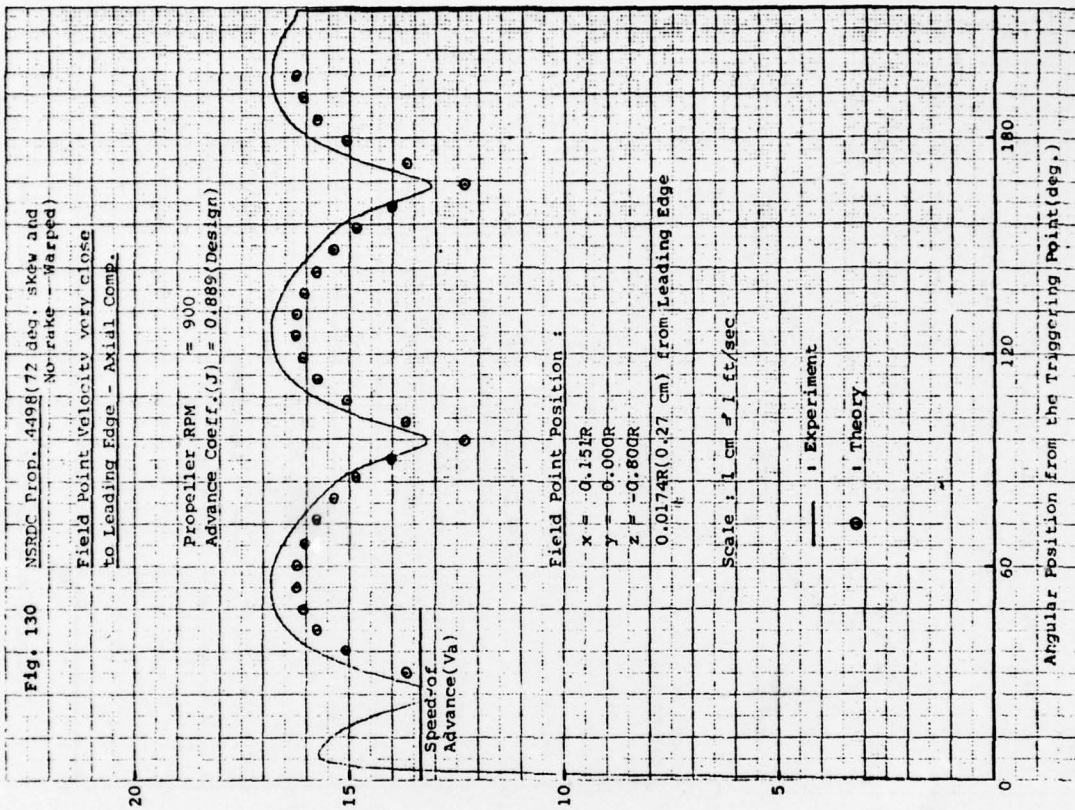 Fig. 130
NSRDC Prop. 4498(72 deg. skew and
No rake - Warped)
Field Point Velocity very close
to Leading Edge - Axial Comp.
Propeller RPM = 900
Advance Coeff.(J) = 0.889(Design)
20
15
10
5
0
Speed of
Advance(Va)
Field Point Position :
x = 0.151R
y = 0.000R
z = -0.800R
0.0174R(0.27 cm) from Leading Edge
Scale : 1 cm = 1 ft/sec
: Experiment
: Theory
0
60
120
180
Angular Position from the Triggering Point(deg.)